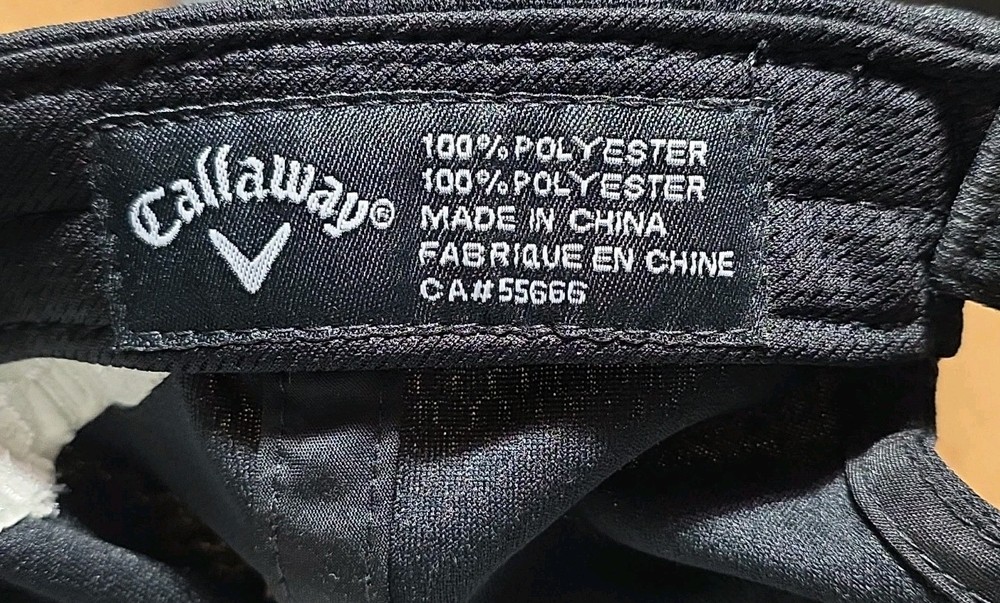 Callaway®
100% POLYESTER
100% POLYESTER
MADE IN CHINA
FABRIQUE EN CHINE
CA#55666